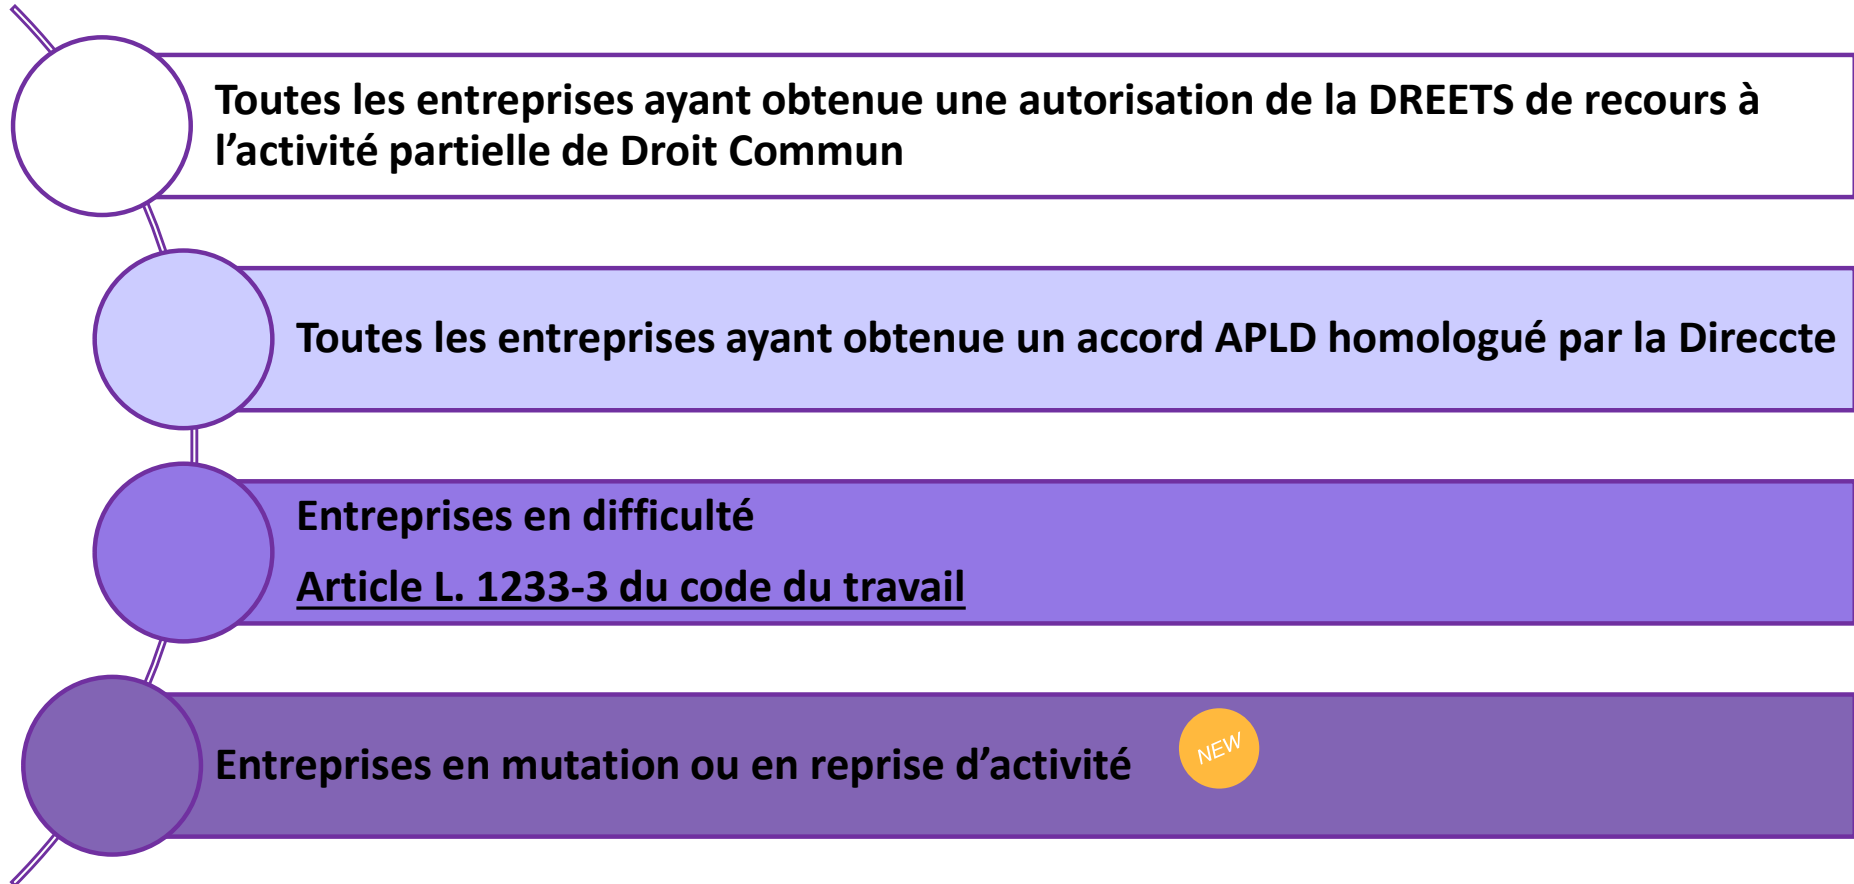 Toutes les entreprises ayant obtenue une autorisation de la DREETS de recours à
l’activité partielle de Droit Commun
Toutes les entreprises ayant obtenue un accord APLD homologué par la Direccte
Entreprises en difficulté
Article L. 1233-3 du code du travail
Entreprises en mutation ou en reprise d’activité
NEW